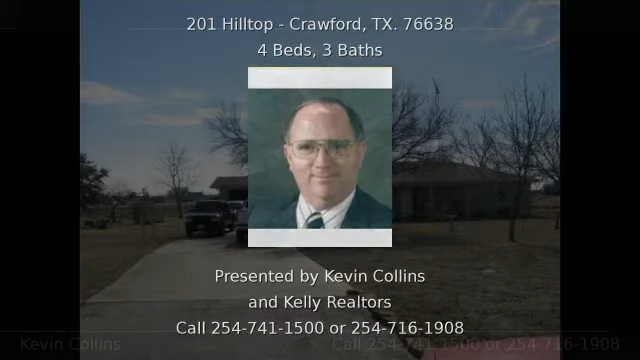 201 Hilltop - Crawford, TX. 76638
4 Beds, 3 Baths
Presented by Kevin Collins
and Kelly Realtors
Call 254-741-1500 or 254-716-1908
Kevin Collins
Call 254-741-1500 or 254-716-1908